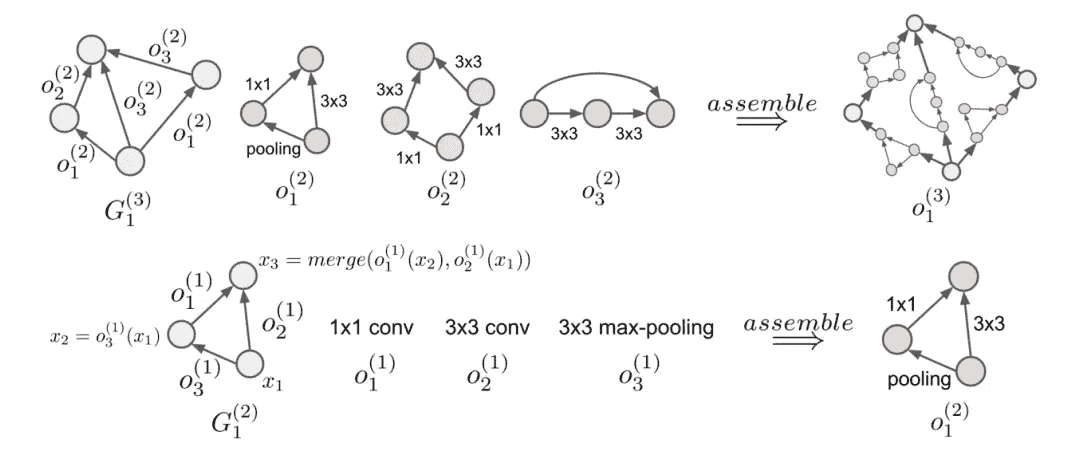 o_3^{(2)}
o_2^{(2)} o_3^{(2)} o_1^{(2)}
o_1^{(2)}
G_1^{(3)}
1x1 3x3
pooling
o_1^{(2)}
3x3 3x3
1x1 1x1
o_2^{(2)}
3x3 3x3
o_3^{(2)}
assemble
⇒
o_1^{(3)}
x_3 = merge(o_1^{(1)}(x_2), o_2^{(1)}(x_1))
o_1^{(1)} o_2^{(1)}
x_2 = o_3^{(1)}(x_1)
o_3^{(1)} x_1
G_1^{(2)}
1x1 conv 3x3 conv 3x3 max-pooling
o_1^{(1)} o_2^{(1)} o_3^{(1)}
assemble
⇒
1x1 3x3
pooling
o_1^{(2)}